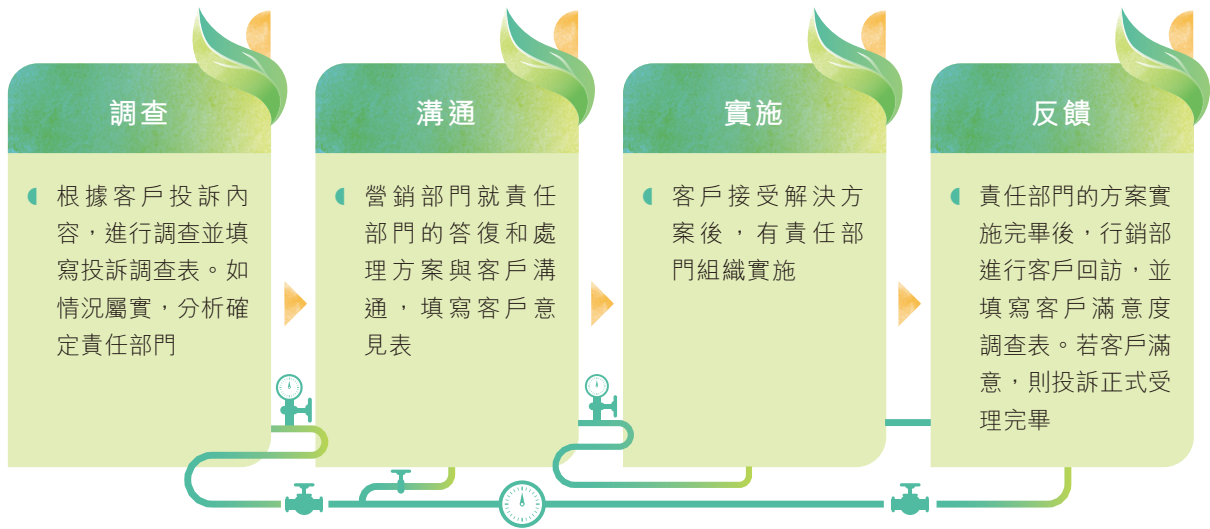 調查
根據客戶投訴內
容，進行調查並填
寫投訴調查表。如
情況屬實，分析確
定責任部門
溝通
營銷部門就責任
部門的答復和處
理方案與客戶溝
通，填寫客戶意
見表
實施
客戶接受解決方
案後，有責任部
門組織實施
反饋
責任部門的方案實
施完畢後，行銷部
進行客戶回訪，並
填寫客戶滿意度
調查表。若客戶滿
意，則投訴正式受
理完畢